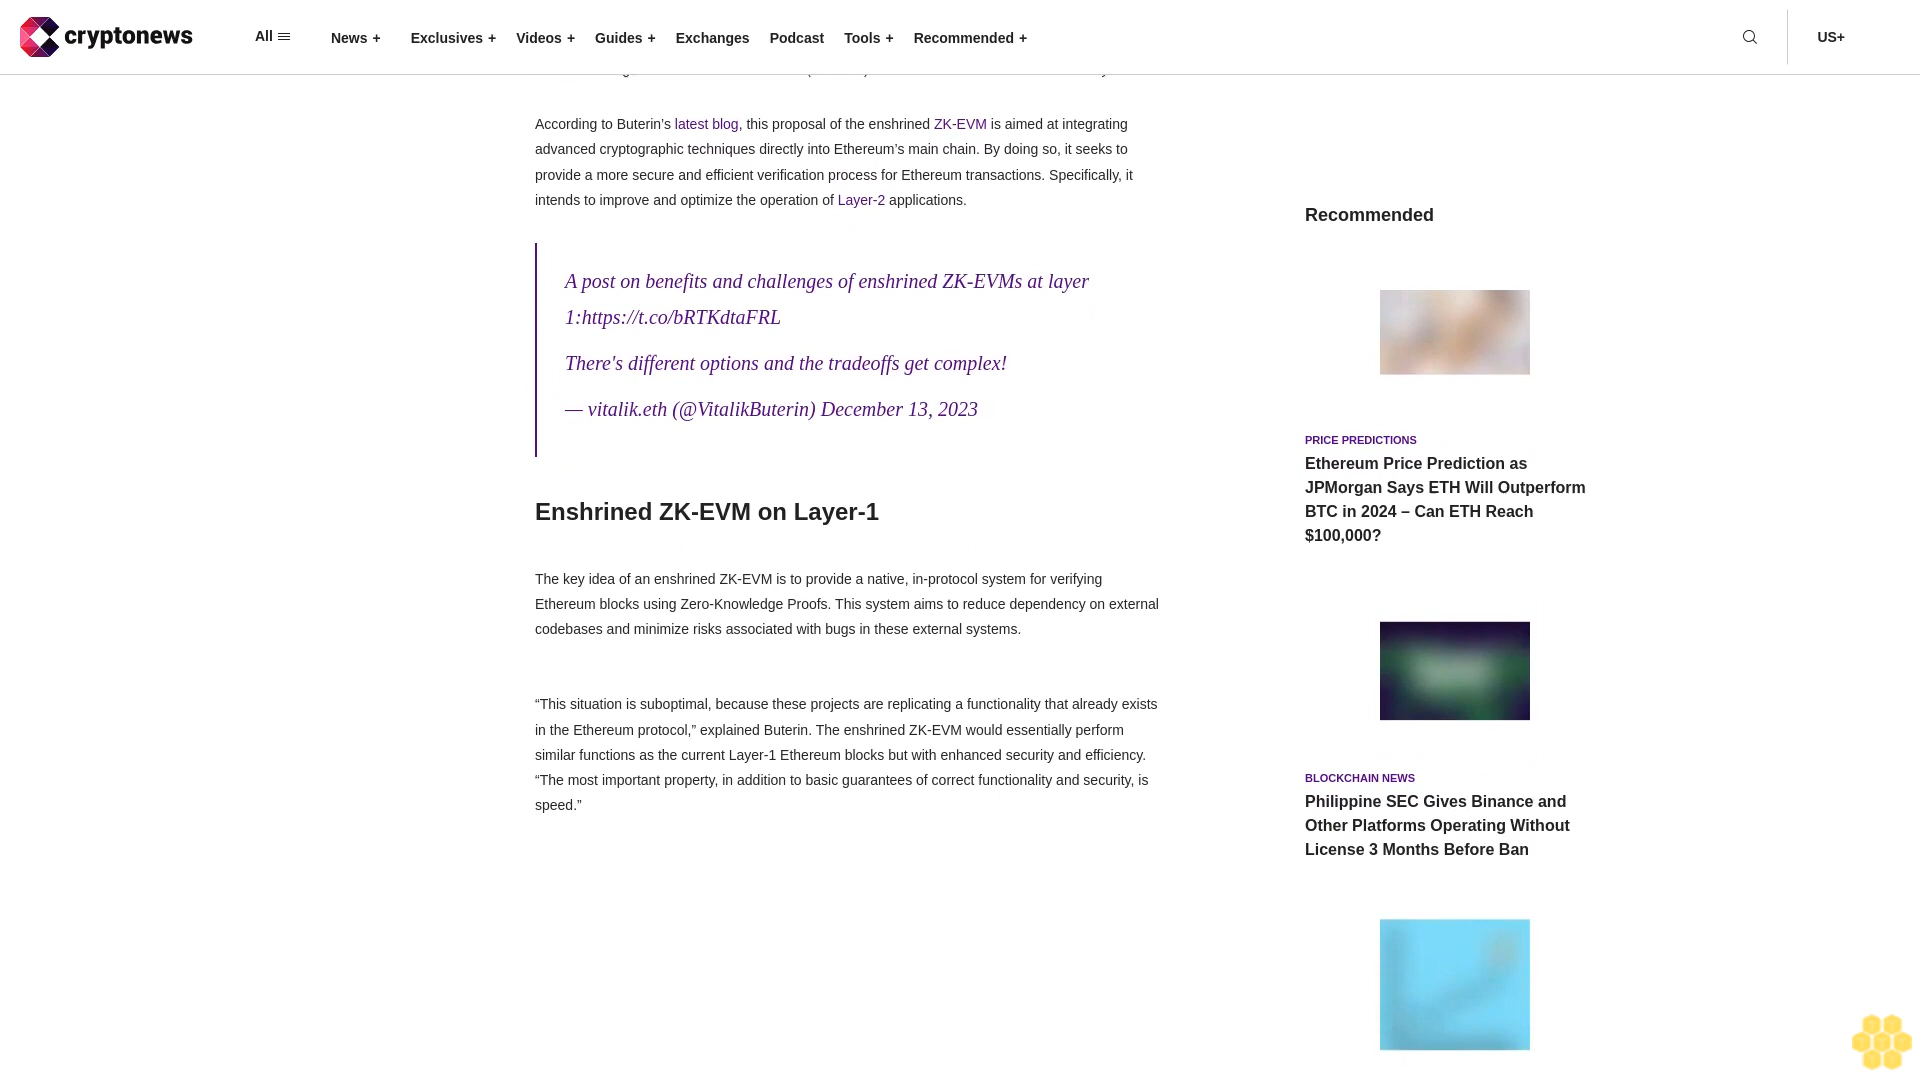 cryptonews
All
News +
Exclusives +
Videos +
Guides +
Exchanges
Podcast
Tools +
Recommended +
US+
According to Buterin’s latest blog, this proposal of the enshrined ZK-EVM is aimed at integrating
advanced cryptographic techniques directly into Ethereum’s main chain. By doing so, it seeks to
provide a more secure and efficient verification process for Ethereum transactions. Specifically, it
intends to improve and optimize the operation of Layer-2 applications.
A post on benefits and challenges of enshrined ZK-EVMs at layer
1:https://t.co/bRTKdtaFRL
There's different options and the tradeoffs get complex!
— vitalik.eth (@VitalikButerin) December 13, 2023
Enshrined ZK-EVM on Layer-1
The key idea of an enshrined ZK-EVM is to provide a native, in-protocol system for verifying
Ethereum blocks using Zero-Knowledge Proofs. This system aims to reduce dependency on external
codebases and minimize risks associated with bugs in these external systems.
“This situation is suboptimal, because these projects are replicating a functionality that already exists
in the Ethereum protocol,” explained Buterin. The enshrined ZK-EVM would essentially perform
similar functions as the current Layer-1 Ethereum blocks but with enhanced security and efficiency.
“The most important property, in addition to basic guarantees of correct functionality and security, is
speed.”
Recommended
PRICE PREDICTIONS
Ethereum Price Prediction as
JPMorgan Says ETH Will Outperform
BTC in 2024 – Can ETH Reach
$100,000?
BLOCKCHAIN NEWS
Philippine SEC Gives Binance and
Other Platforms Operating Without
License 3 Months Before Ban